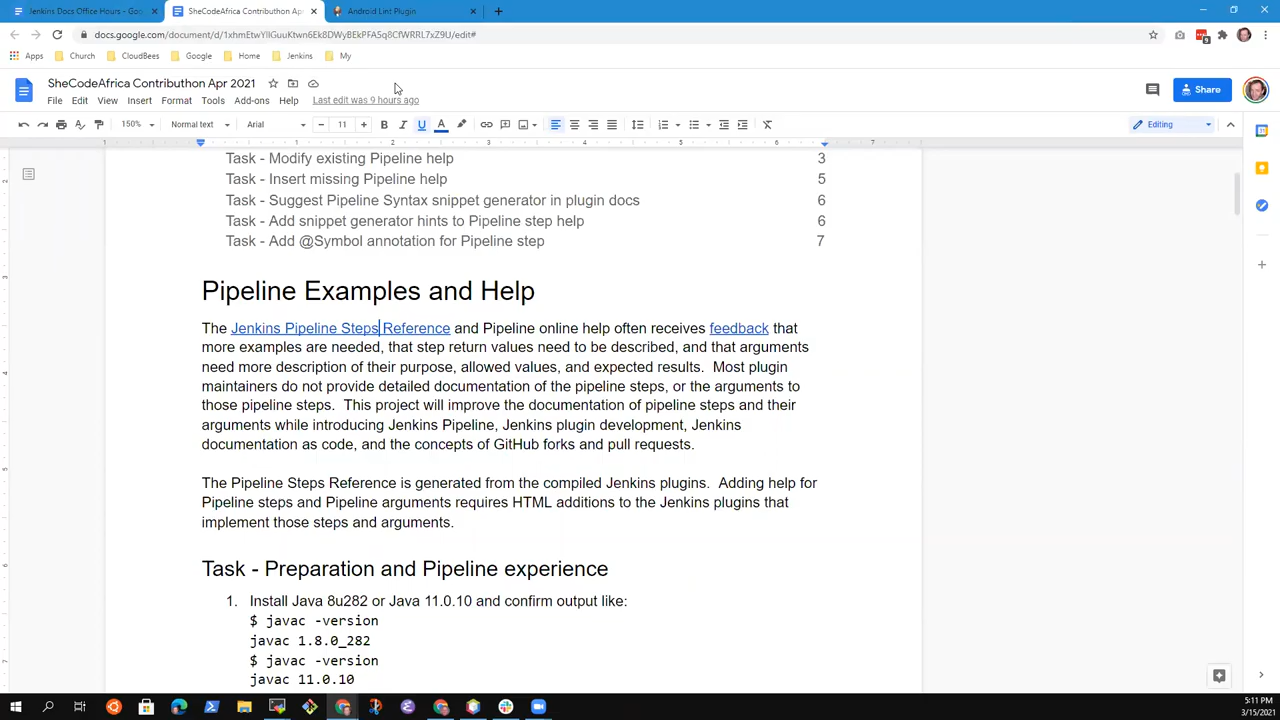 Jenkins Docs Office Hours - Goo
SheCodeAfrica Contributhon Apr
Android Lint Plugin
docs.google.com/document/d/1xhmEtwYlIGuuKtwn6Ek8DWyBEkPFA5q8CfWRRL7xZ9U/edit#
9
Apps Church CloudBees Google Home Jenkins My
SheCodeAfrica Contributhon Apr 2021
File Edit View Insert Format Tools Add-ons Help Last edit was 9 hours ago
Share
150% Normal text Arial 11 B I U A Editing
1 1 2 3 4 5 6 7
Task - Modify existing Pipeline help 3
Task - Insert missing Pipeline help 5
Task - Suggest Pipeline Syntax snippet generator in plugin docs 6
Task - Add snippet generator hints to Pipeline step help 6
Task - Add @Symbol annotation for Pipeline step 7
Pipeline Examples and Help
The Jenkins Pipeline Steps Reference and Pipeline online help often receives feedback that
more examples are needed, that step return values need to be described, and that arguments
need more description of their purpose, allowed values, and expected results. Most plugin
maintainers do not provide detailed documentation of the pipeline steps, or the arguments to
those pipeline steps. This project will improve the documentation of pipeline steps and their
arguments while introducing Jenkins Pipeline, Jenkins plugin development, Jenkins
documentation as code, and the concepts of GitHub forks and pull requests.
The Pipeline Steps Reference is generated from the compiled Jenkins plugins. Adding help for
Pipeline steps and Pipeline arguments requires HTML additions to the Jenkins plugins that
implement those steps and arguments.
Task - Preparation and Pipeline experience
1. Install Java 8u282 or Java 11.0.10 and confirm output like:
$ javac -version
javac 1.8.0_282
$ javac -version
javac 11.0.10
5:11 PM
3/15/2021